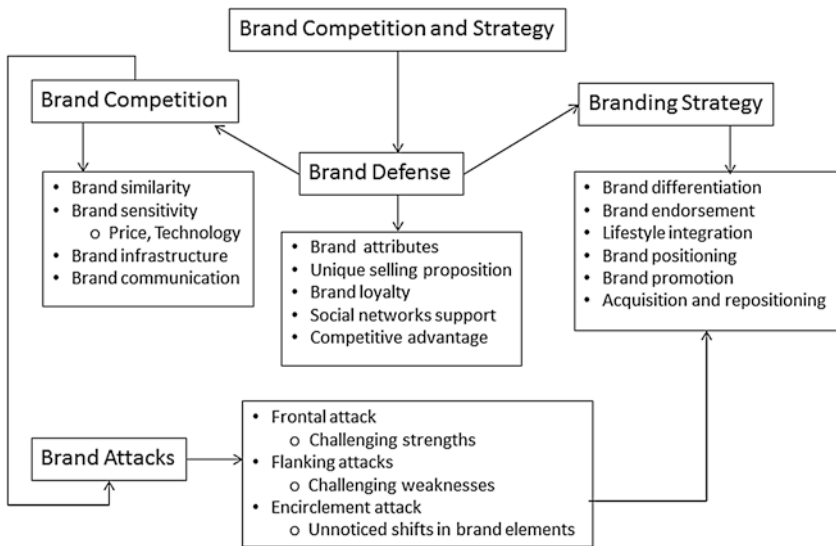 Brand Competition and Strategy
Brand Competition
Branding Strategy
Brand Defense
• Brand similarity
• Brand sensitivity
o Price, Technology
• Brand infrastructure
• Brand communication
• Brand attributes
• Unique selling proposition
• Brand loyalty
• Social networks support
• Competitive advantage
• Brand differentiation
• Brand endorsement
• Lifestyle integration
• Brand positioning
• Brand promotion
• Acquisition and repositioning
Brand Attacks
• Frontal attack
o Challenging strengths
• Flanking attacks
o Challenging weaknesses
• Encirclement attack
o Unnoticed shifts in brand elements